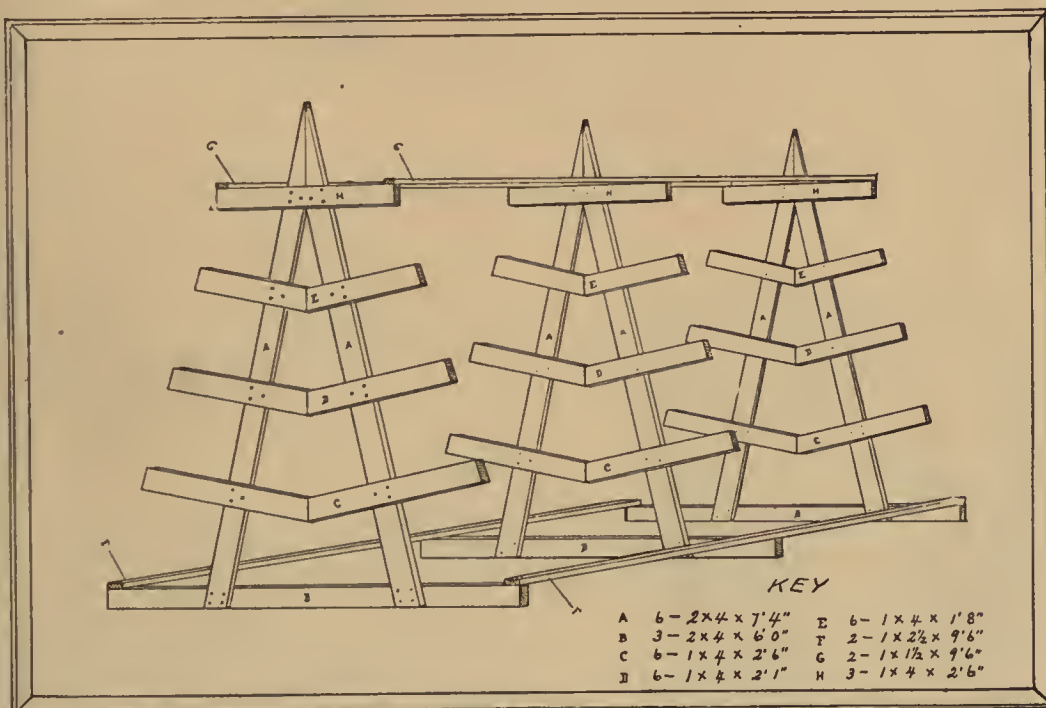 G G
H H H
E E E
A A A A A A
D D D
C C C
B
F B
B F
KEY
A 6 - 2 x 4 x 7'4"
B 3 - 2 x 4 x 6'0"
C 6 - 1 x 4 x 2'6"
D 6 - 1 x 4 x 2'1"
E 6 - 1 x 4 x 1'8"
F 2 - 1 x 2½ x 9'6"
G 2 - 1 x 1½ x 9'6"
H 3 - 1 x 4 x 2'6"